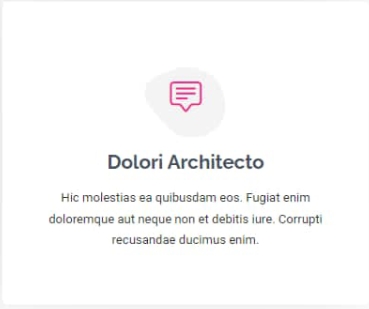 Dolori Architecto
Hic molestias ea quibusdam eos. Fugiat enim
doloremque aut neque non et debitis iure. Corrupti
recusandae ducimus enim.